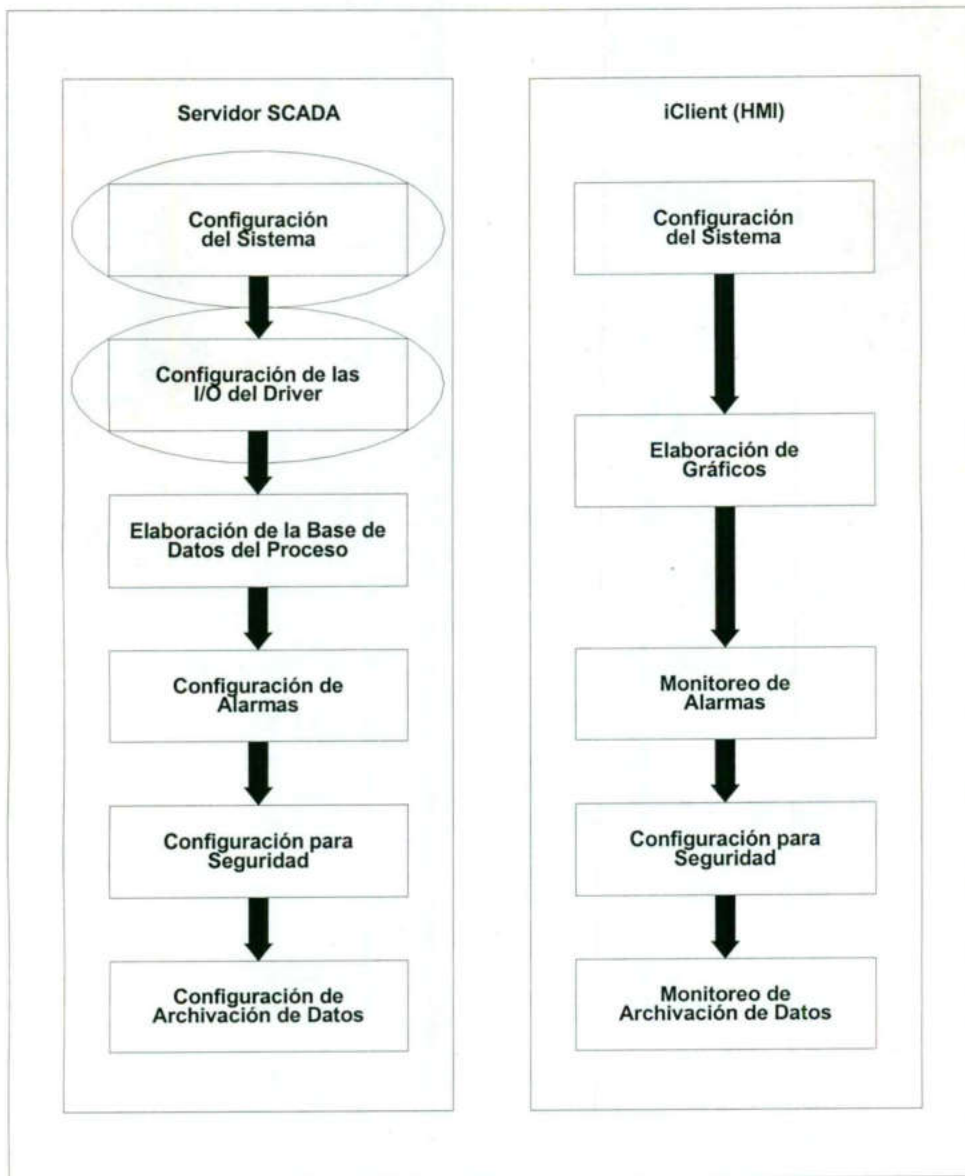 Servidor SCADA
Configuración
del Sistema
Configuración de las
I/O del Driver
Elaboración de la Base de
Datos del Proceso
Configuración de
Alarmas
Configuración para
Seguridad
Configuración de
Archivación de Datos
iClient (HMI)
Configuración
del Sistema
Elaboración de
Gráficos
Monitoreo de
Alarmas
Configuración para
Seguridad
Monitoreo de
Archivación de Datos